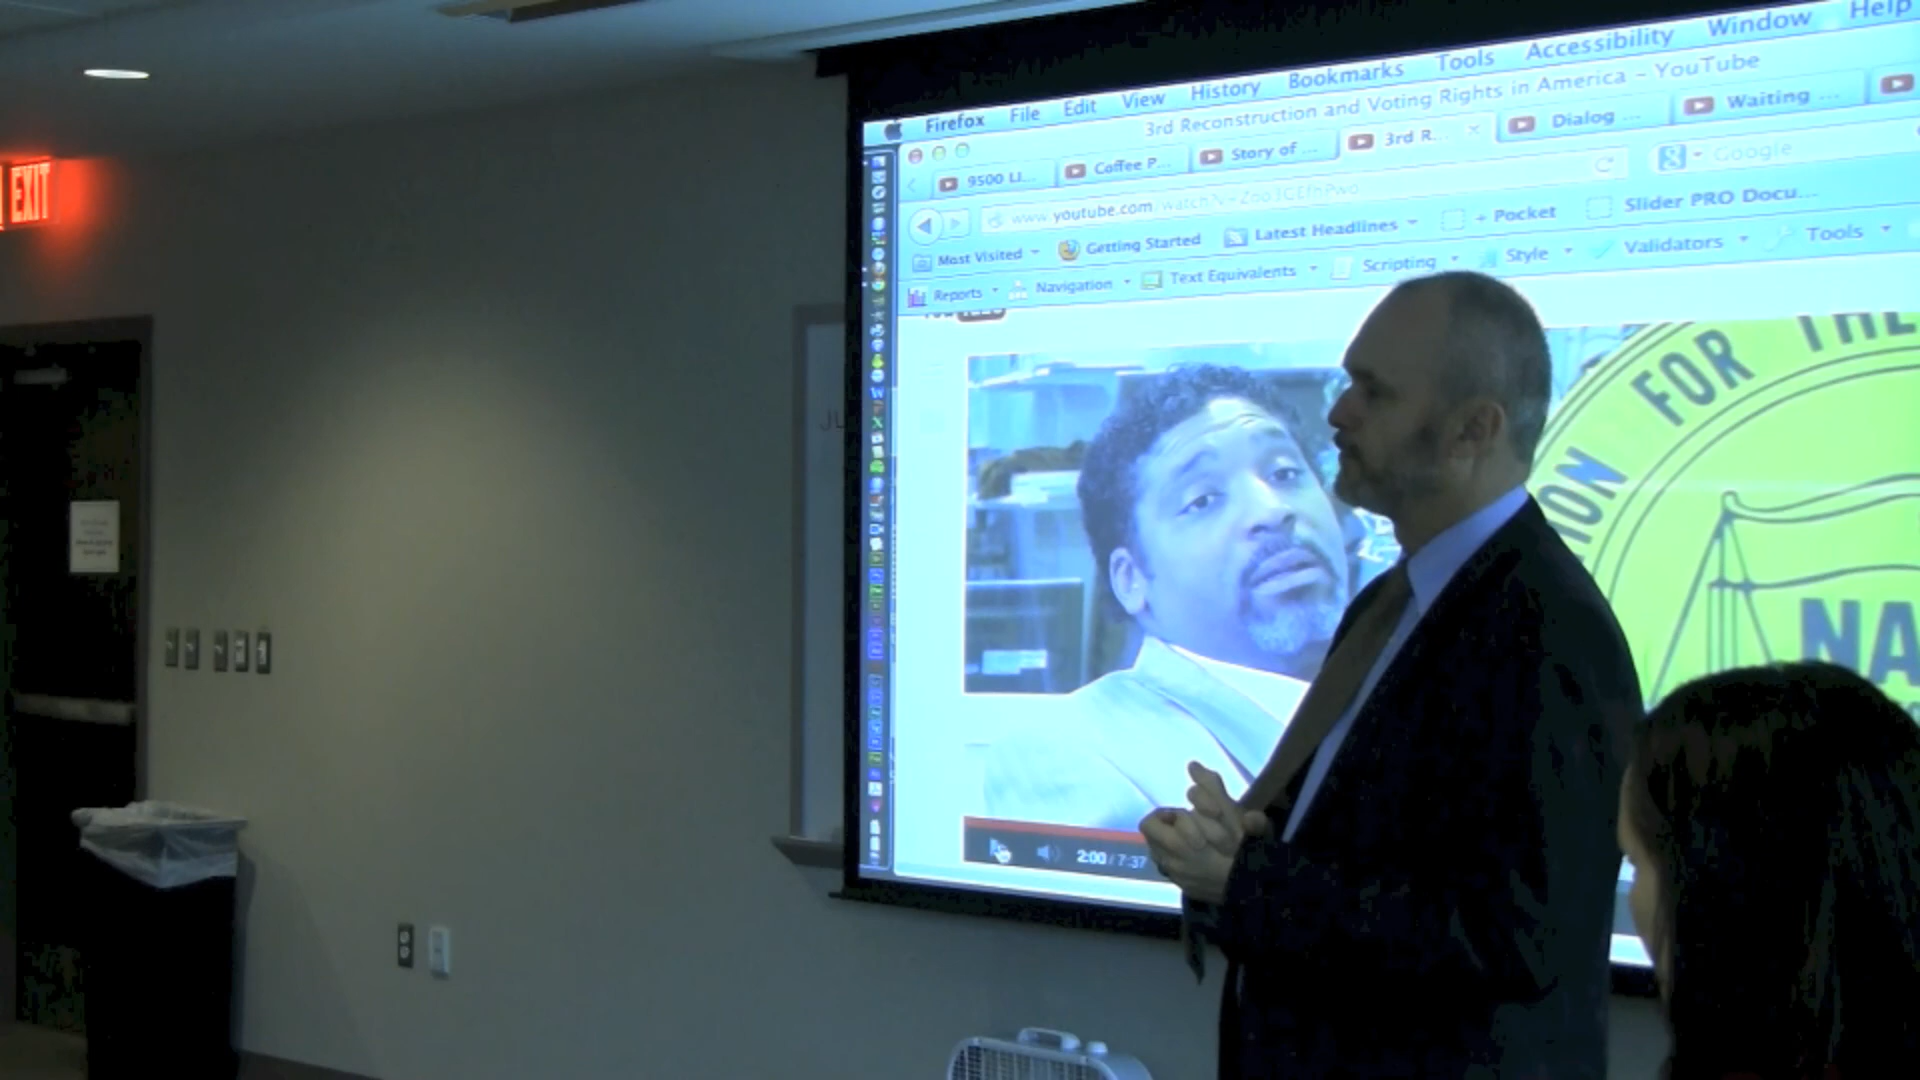 EXIT
Firefox File Edit View History Bookmarks Tools Accessibility Window Help
3rd Reconstruction and Voting Rights in America - YouTube
9500 LI... Coffee P... Story of ... 3rd R... Dialog ... Waiting ...
www.youtube.com Google
Most Visited Getting Started Latest Headlines + Pocket Slider PRO Docu...
Reports Navigation Text Equivalents Scripting Style Validators Tools
ION FOR THE
NA
2:00 / 7:37
JU